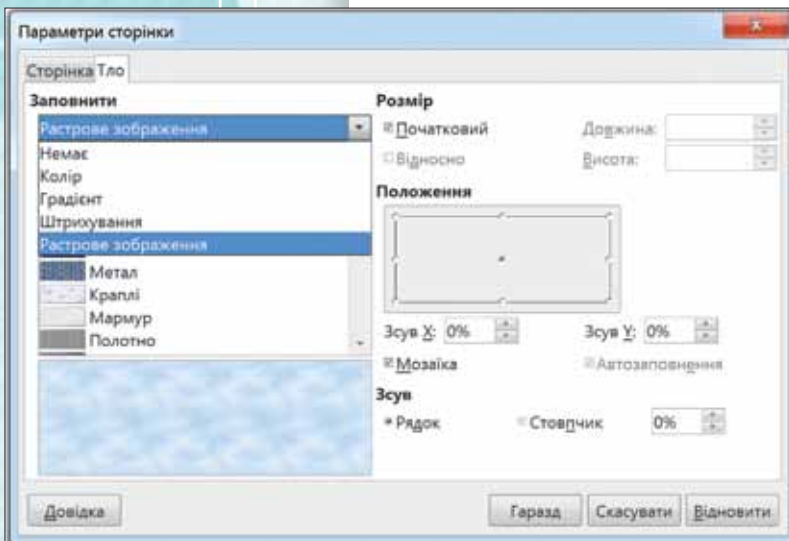 Параметри сторінки
Сторінка Тло
Заповнити
Растрове зображення
Немає
Колір
Градієнт
Штрихування
Растрове зображення
Метал
Краплі
Мармур
Полотно
Розмір
Початковий
Довжина:
Відносно
Висота:
Положення
Зсув X: 0%
Зсув Y: 0%
Мозаїка
Автозаповнення
Зсув
Рядок
Стовпчик
0%
Довідка
Гаразд
Скасувати
Відновити